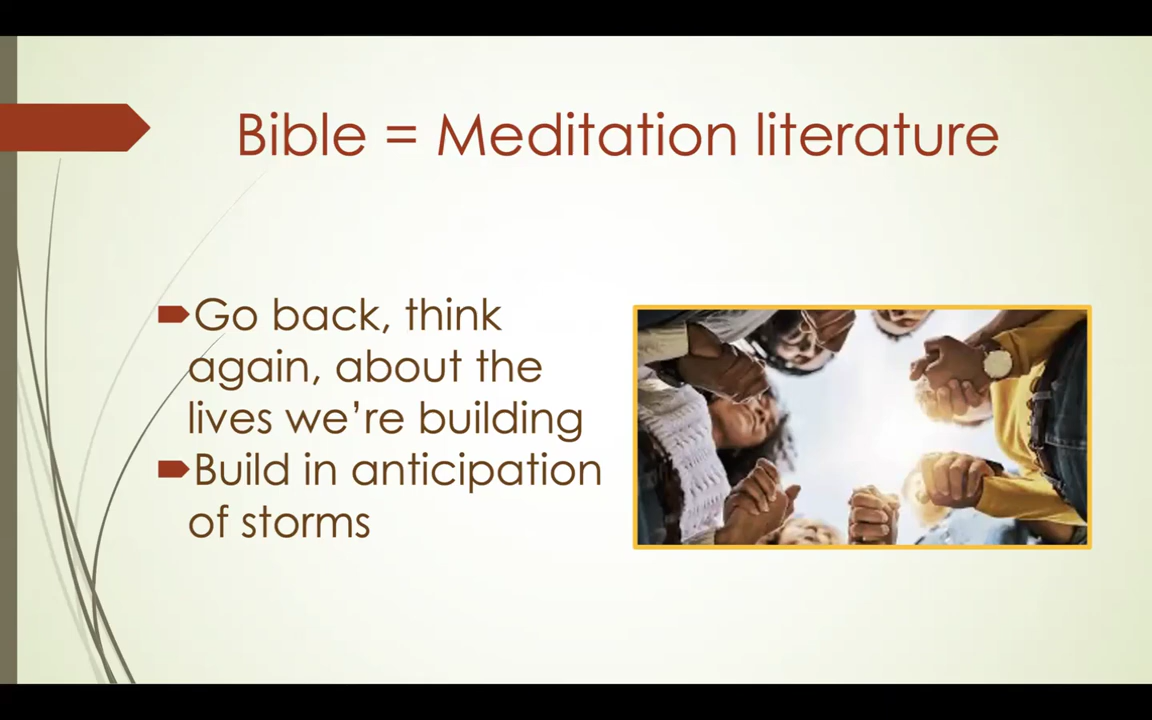 Bible = Meditation literature
Go back, think
again, about the
lives we're building
Build in anticipation
of storms